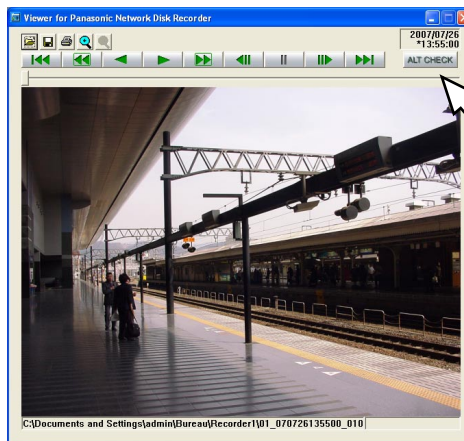 Viewer for Panasonic Network Disk Recorder
2007/07/26
*13:55:00
ALT CHECK
C:\Documents and Settings\admin\Bureau\Recorder1\01_070726135500_010